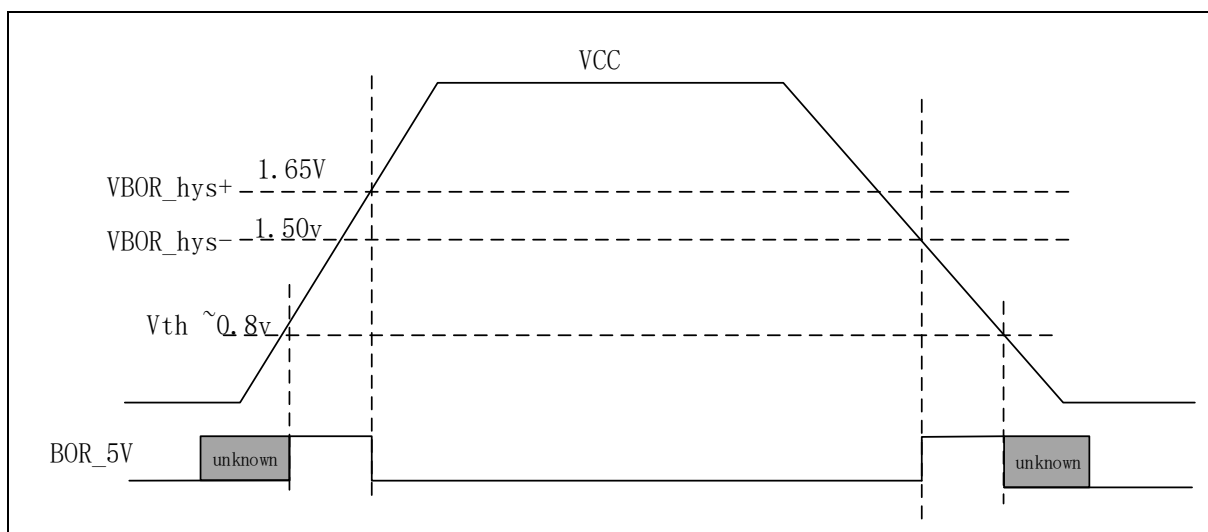 VCC
1.65V
VBOR_hys+
1.50v
VBOR_hys-
Vth ~0.8v
BOR_5V
unknown
unknown